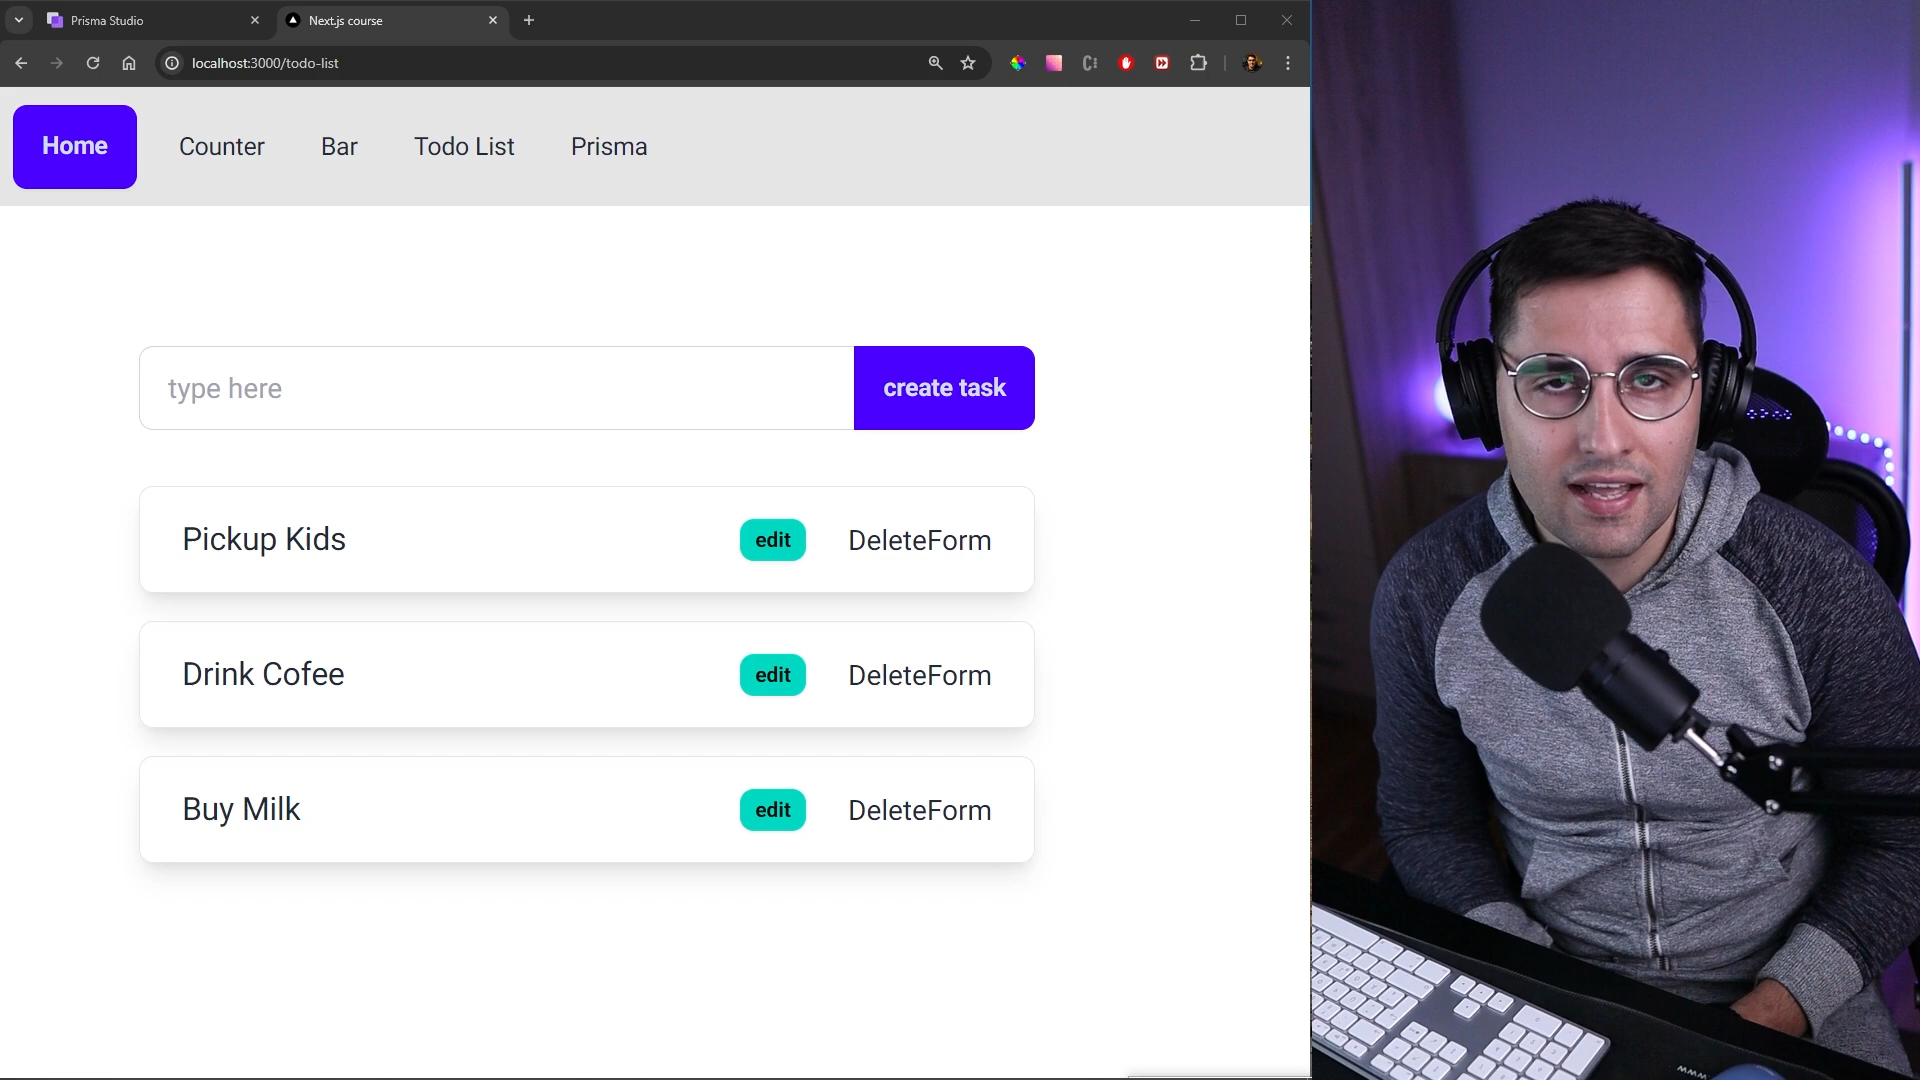 Prisma Studio
Next.js course
localhost:3000/todo-list
Home Counter Bar Todo List Prisma
type here create task
Pickup Kids edit DeleteForm
Drink Cofee edit DeleteForm
Buy Milk edit DeleteForm